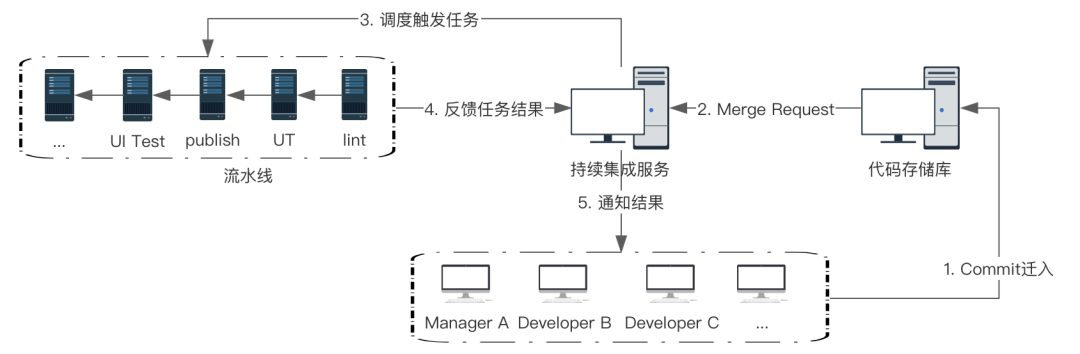 3. 调度触发任务
4. 反馈任务结果
2. Merge Request
...
UI Test
publish
UT
lint
流水线
持续集成服务
代码存储库
5. 通知结果
1. Commit迁入
Manager A
Developer B
Developer C
...